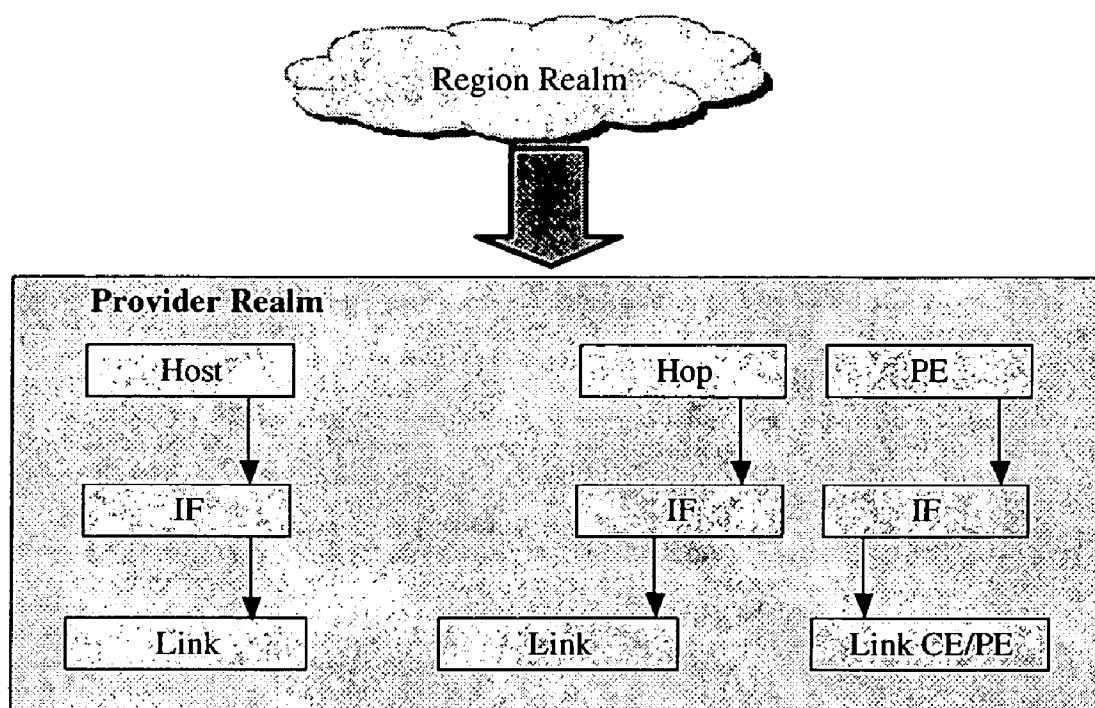 Region Realm
Provider Realm
Host
Hop
PE
IF
IF
IF
Link
Link
Link CE/PE